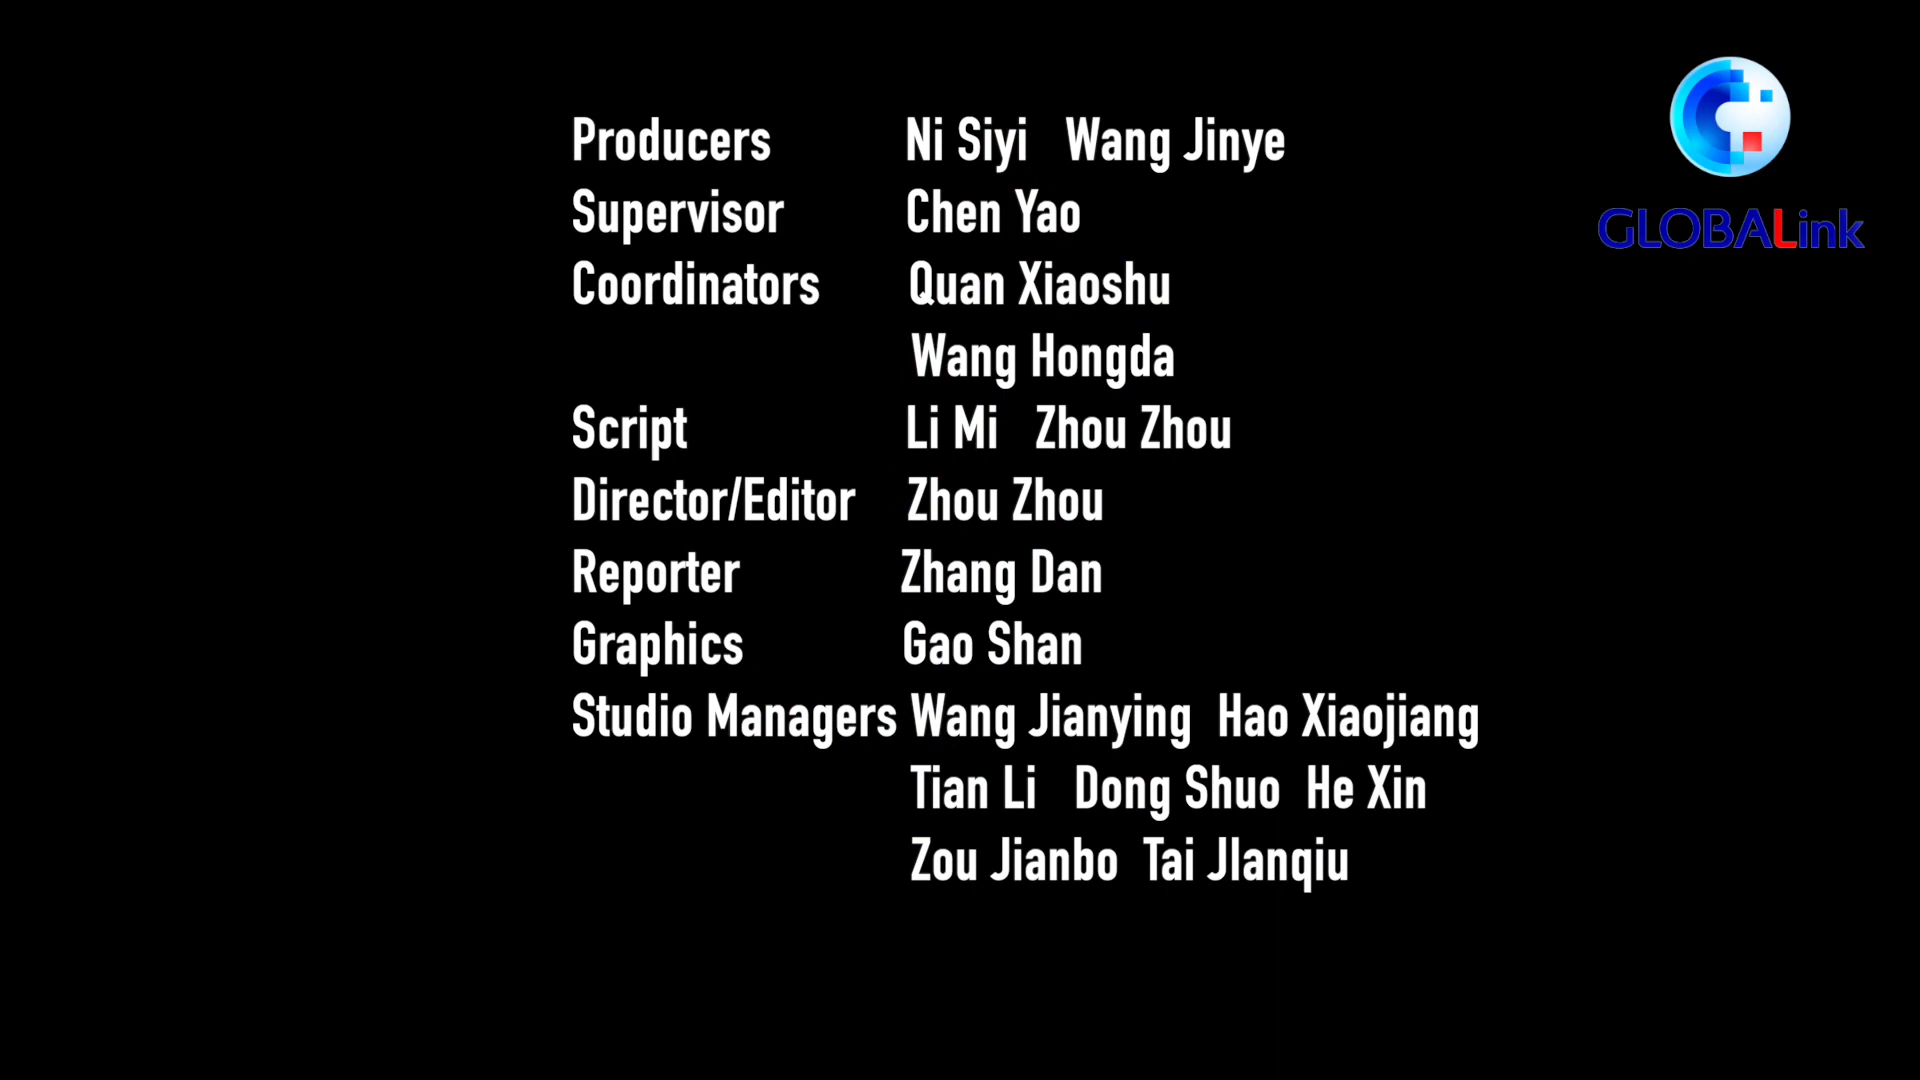 Producers Ni Siyi Wang Jinye
GLOBALink
Supervisor Chen Yao
Coordinators Quan Xiaoshu
Wang Hongda
Script Li Mi Zhou Zhou
Director/Editor Zhou Zhou
Reporter Zhang Dan
Graphics Gao Shan
Studio Managers Wang Jianying Hao Xiaojiang
Tian Li Dong Shuo He Xin
Zou Jianbo Tai JIanqiu